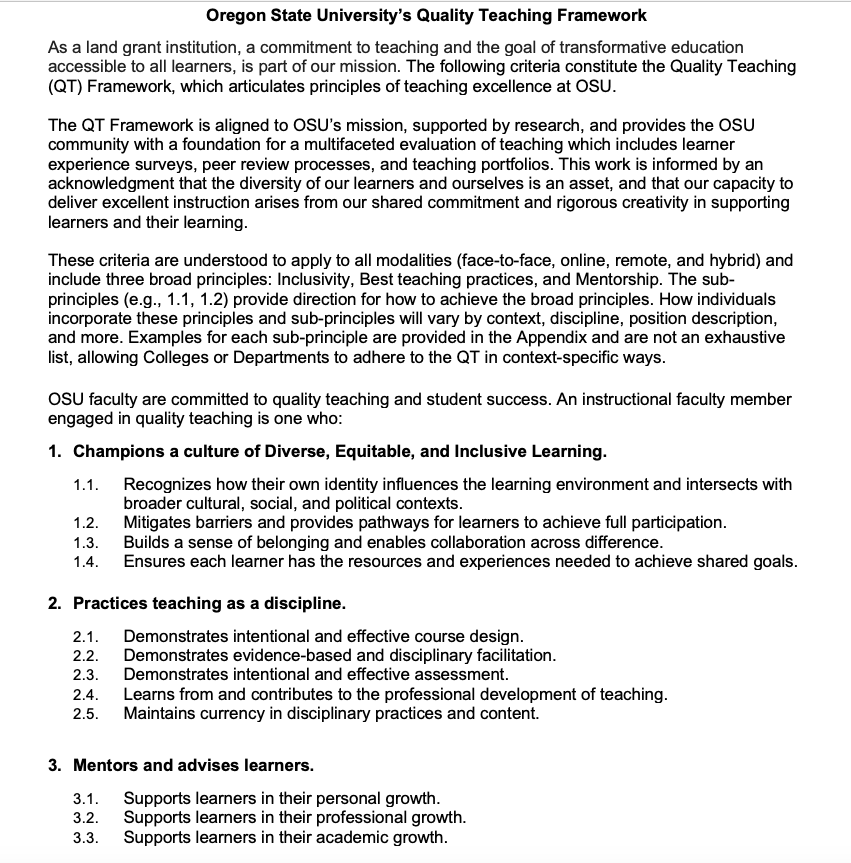 Oregon State University’s Quality Teaching Framework
As a land grant institution, a commitment to teaching and the goal of transformative education
accessible to all learners, is part of our mission. The following criteria constitute the Quality Teaching
(QT) Framework, which articulates principles of teaching excellence at OSU.
The QT Framework is aligned to OSU’s mission, supported by research, and provides the OSU
community with a foundation for a multifaceted evaluation of teaching which includes learner
experience surveys, peer review processes, and teaching portfolios. This work is informed by an
acknowledgment that the diversity of our learners and ourselves is an asset, and that our capacity to
deliver excellent instruction arises from our shared commitment and rigorous creativity in supporting
learners and their learning.
These criteria are understood to apply to all modalities (face-to-face, online, remote, and hybrid) and
include three broad principles: Inclusivity, Best teaching practices, and Mentorship. The sub-
principles (e.g., 1.1, 1.2) provide direction for how to achieve the broad principles. How individuals
incorporate these principles and sub-principles will vary by context, discipline, position description,
and more. Examples for each sub-principle are provided in the Appendix and are not an exhaustive
list, allowing Colleges or Departments to adhere to the QT in context-specific ways.
OSU faculty are committed to quality teaching and student success. An instructional faculty member
engaged in quality teaching is one who:
1. Champions a culture of Diverse, Equitable, and Inclusive Learning.
1.1. Recognizes how their own identity influences the learning environment and intersects with
broader cultural, social, and political contexts.
1.2. Mitigates barriers and provides pathways for learners to achieve full participation.
1.3. Builds a sense of belonging and enables collaboration across difference.
1.4. Ensures each learner has the resources and experiences needed to achieve shared goals.
2. Practices teaching as a discipline.
2.1. Demonstrates intentional and effective course design.
2.2. Demonstrates evidence-based and disciplinary facilitation.
2.3. Demonstrates intentional and effective assessment.
2.4. Learns from and contributes to the professional development of teaching.
2.5. Maintains currency in disciplinary practices and content.
3. Mentors and advises learners.
3.1. Supports learners in their personal growth.
3.2. Supports learners in their professional growth.
3.3. Supports learners in their academic growth.